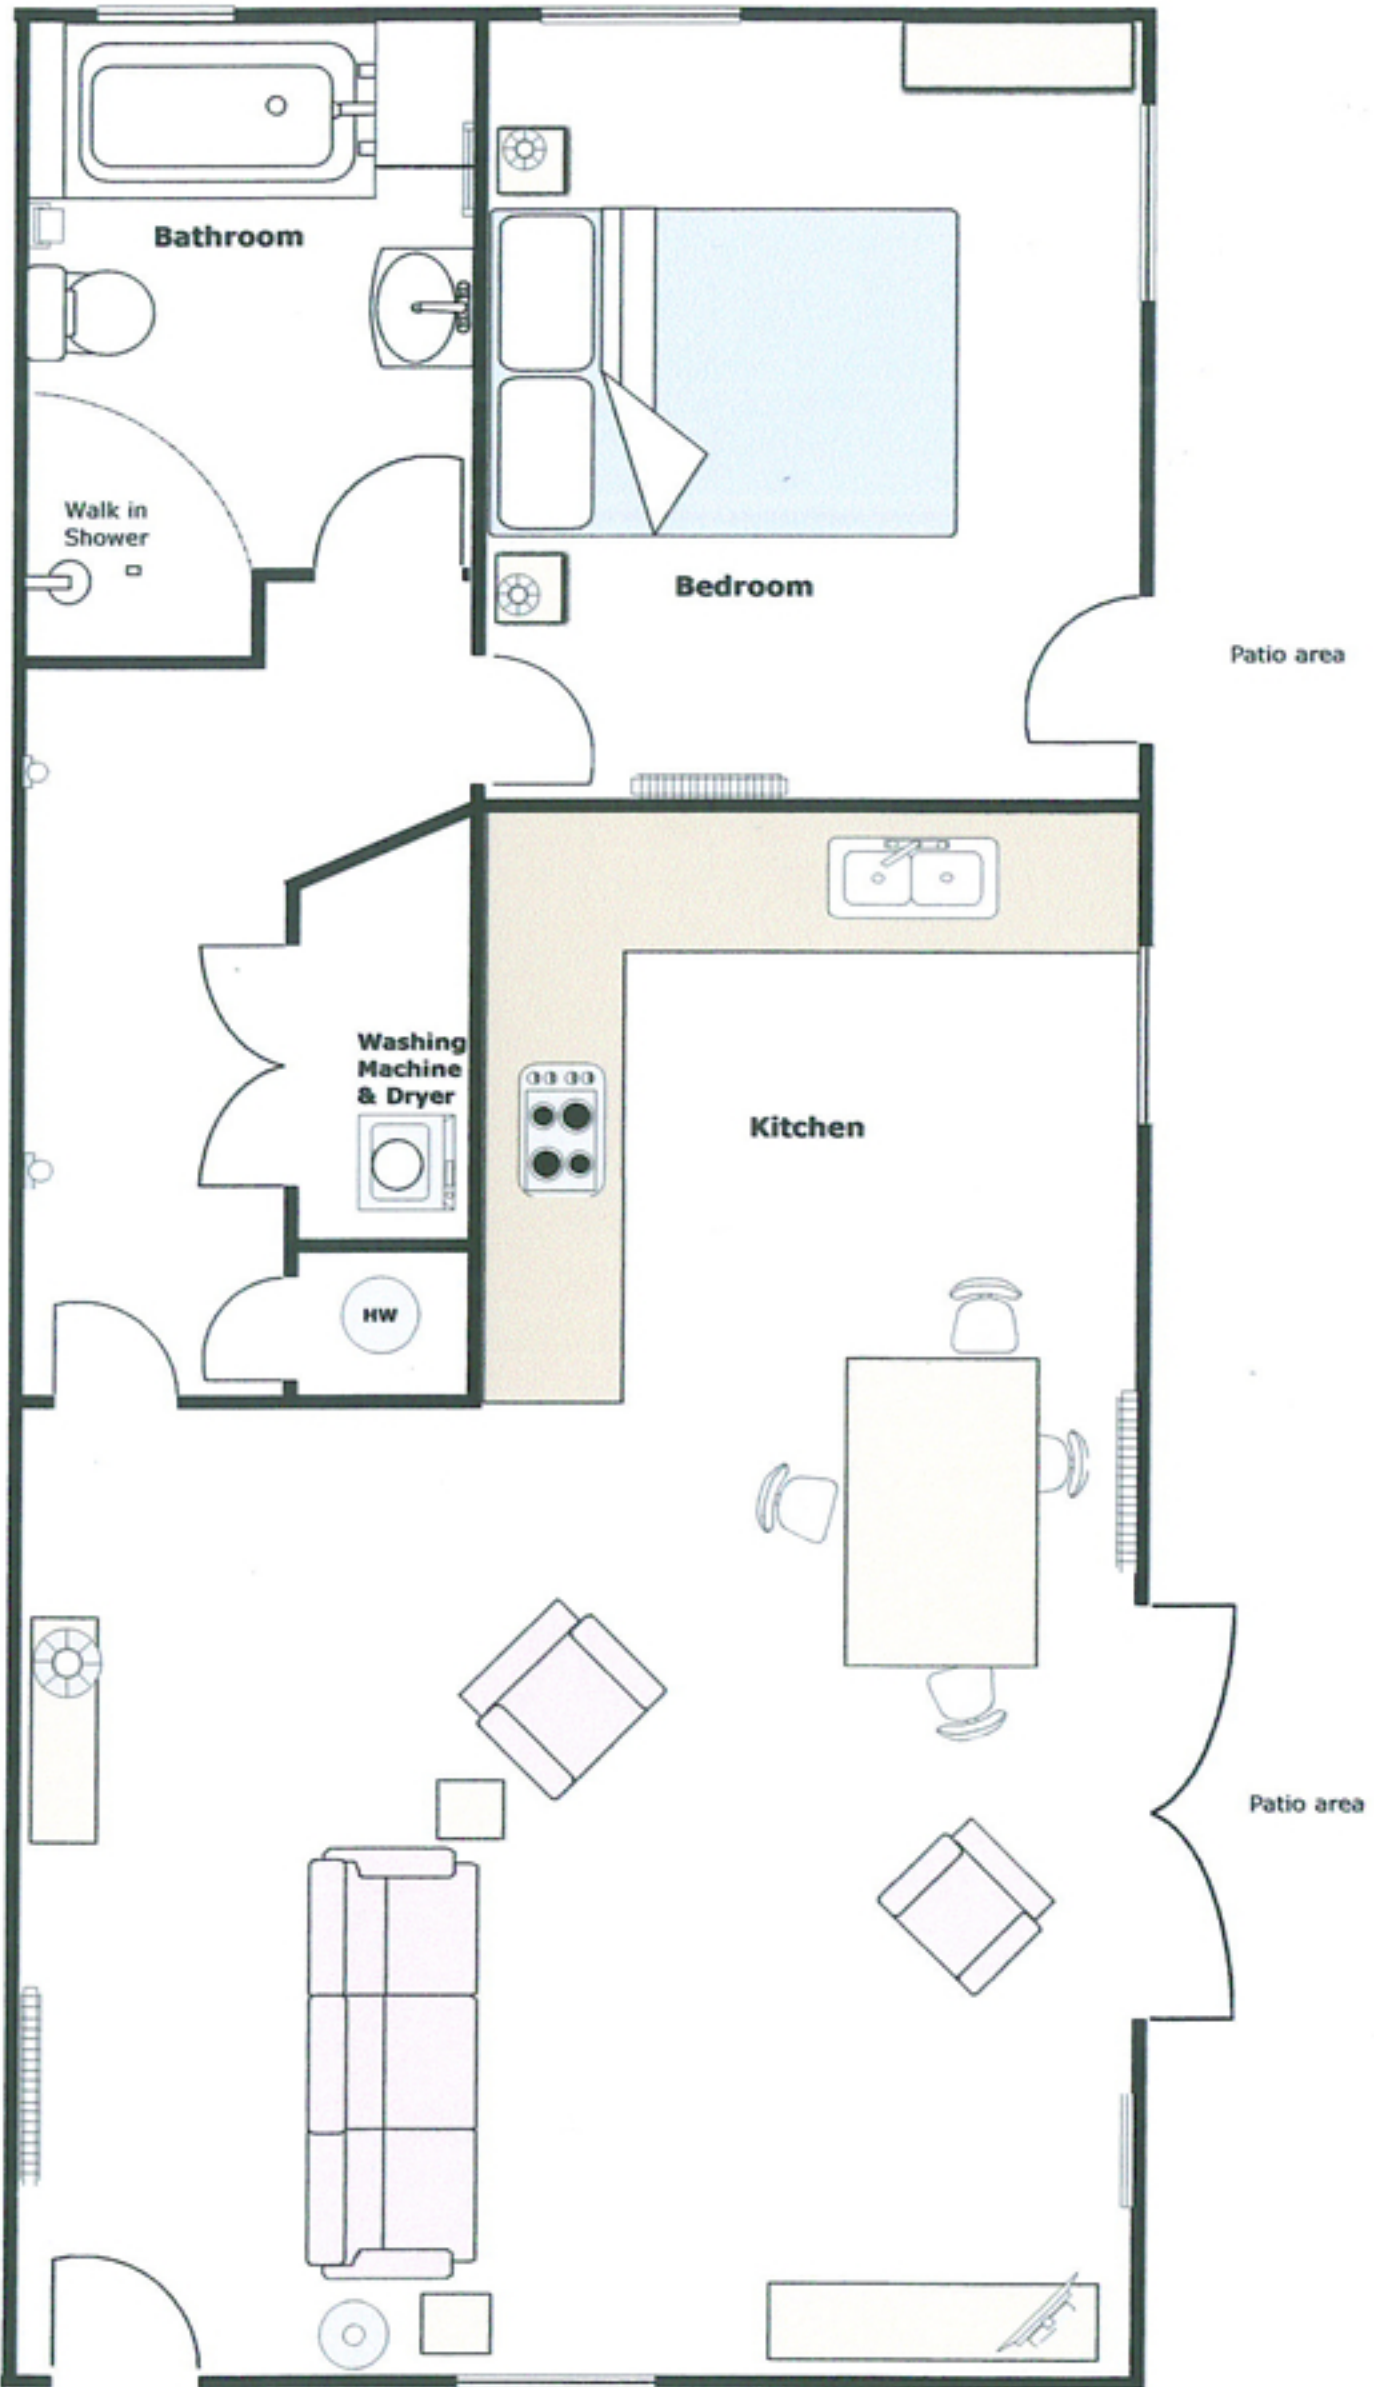 Bathroom
Walk in
Shower
Bedroom
Patio area
Washing
Machine
& Dryer
Kitchen
HW
Patio area